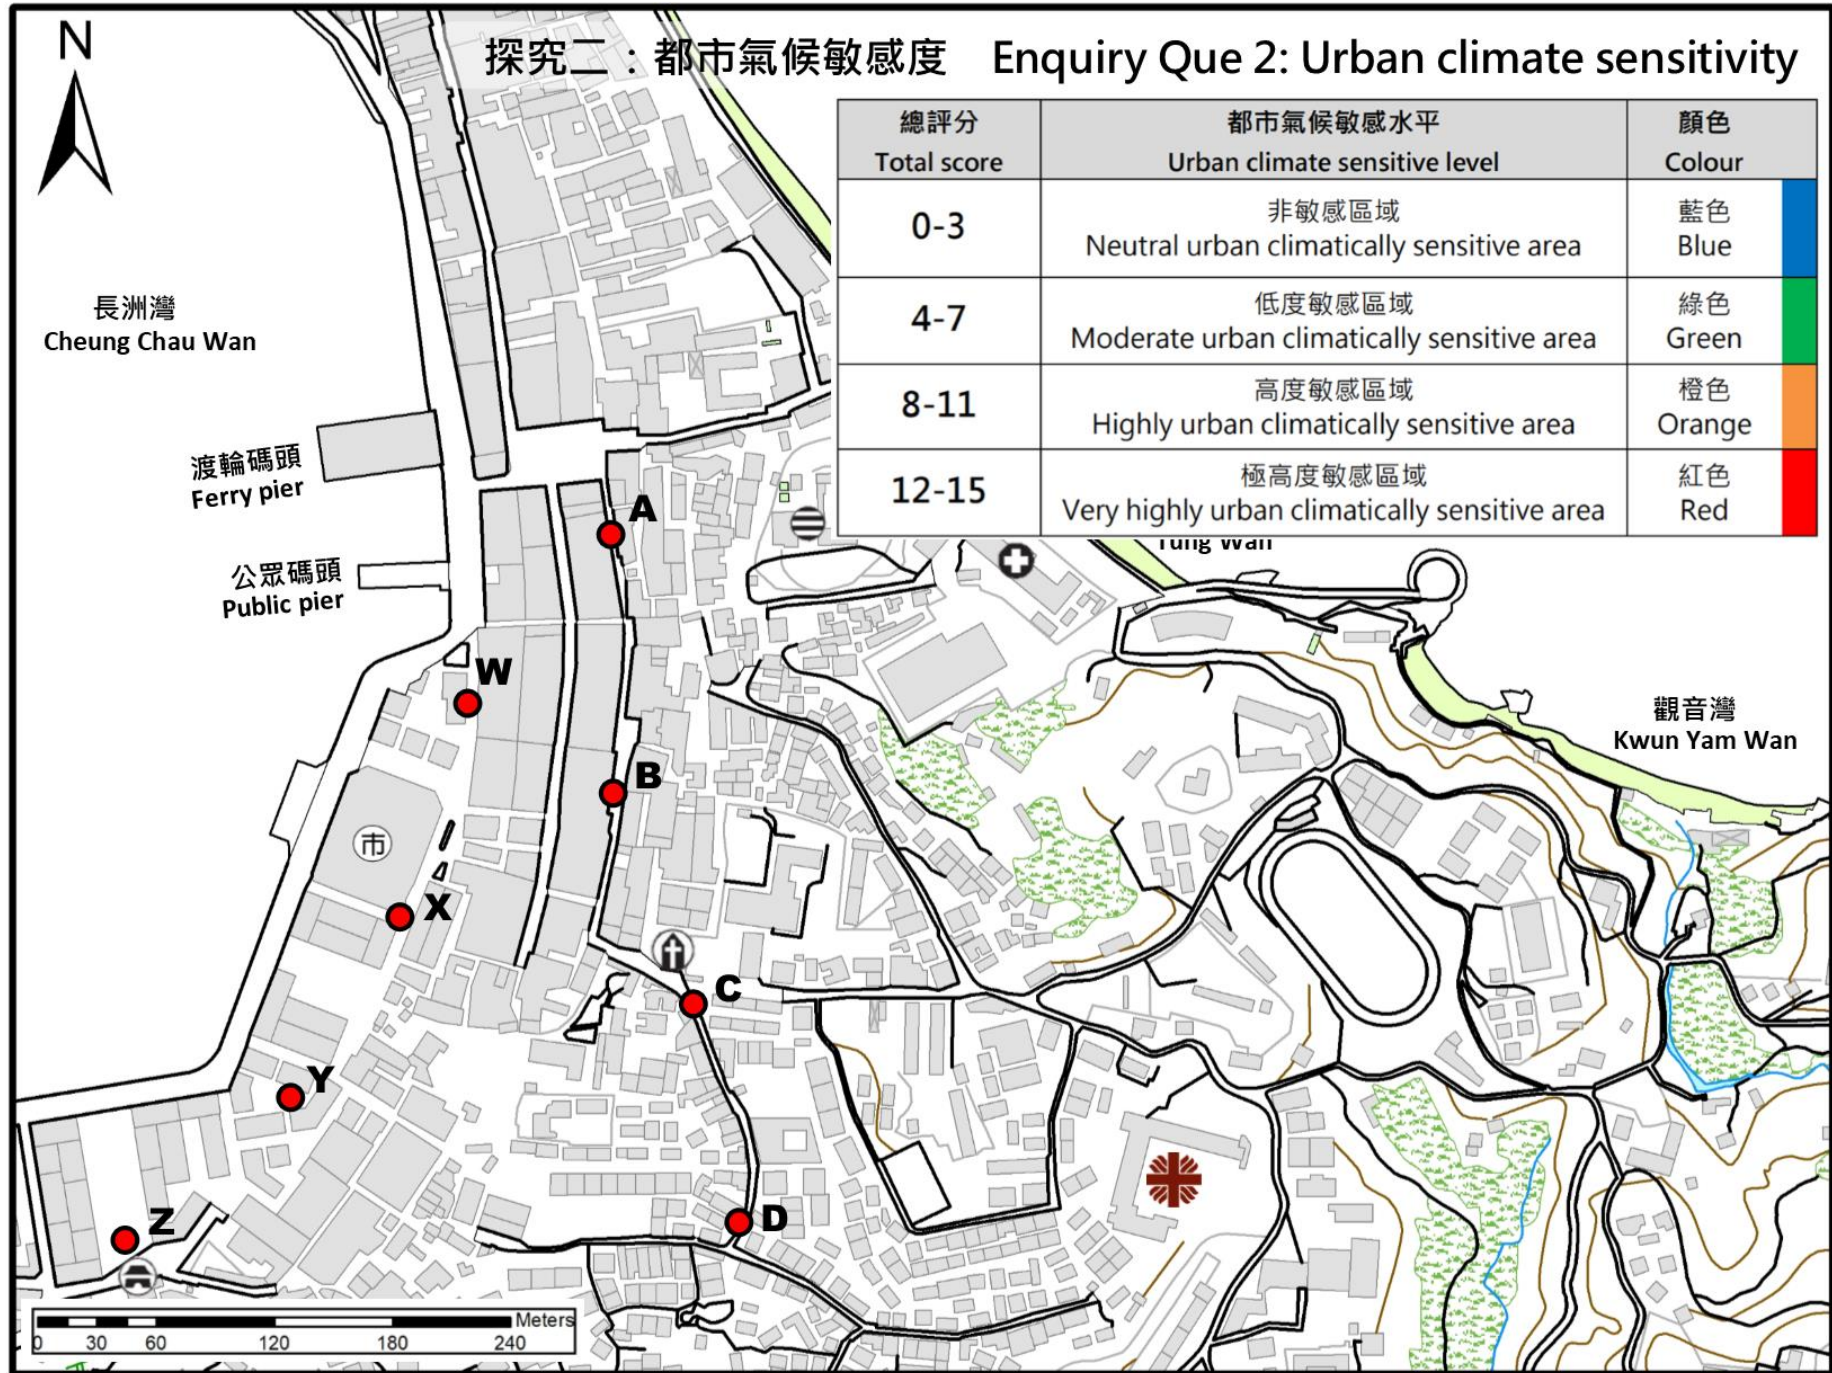 N
探究二：都市氣候敏感度 Enquiry Que 2: Urban climate sensitivity
總評分 都市氣候敏感水平 顏色
Total score Urban climate sensitive level Colour
0-3 非敏感區域 藍色
Neutral urban climatically sensitive area Blue
4-7 低度敏感區域 綠色
Moderate urban climatically sensitive area Green
8-11 高度敏感區域 橙色
Highly urban climatically sensitive area Orange
12-15 極高度敏感區域 紅色
Very highly urban climatically sensitive area Red
長洲灣
Cheung Chau Wan
渡輪碼頭
Ferry pier
A
Tung Wan
公眾碼頭
Public pier
W
觀音灣
Kwun Yam Wan
B
市
X
C
Y
Z
D
Meters
0 30 60 120 180 240